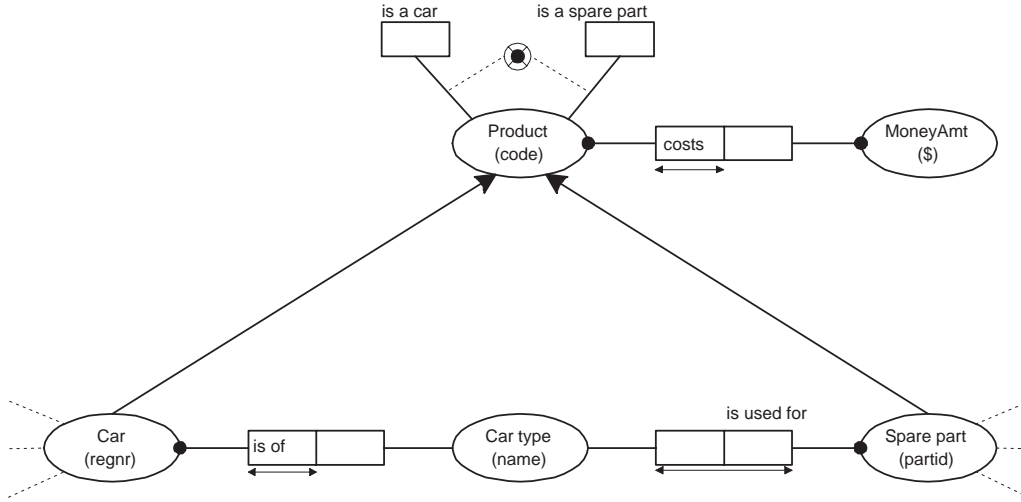 is a car
is a spare part
Product
(code)
costs
MoneyAmt
($)
is used for
Car
(regnr)
is of
Car type
(name)
Spare part
(partid)